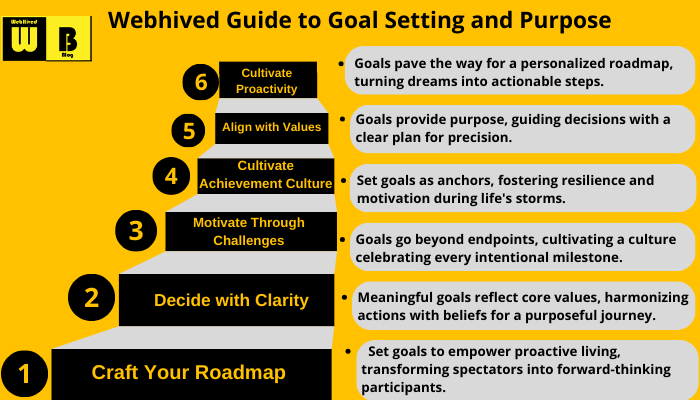 Webhived Guide to Goal Setting and Purpose
WebHived
W
B
Blog
6
Cultivate
Proactivity
Goals pave the way for a personalized roadmap,
turning dreams into actionable steps.
5
Align with Values
Goals provide purpose, guiding decisions with a
clear plan for precision.
4
Cultivate
Achievement Culture
Set goals as anchors, fostering resilience and
motivation during life's storms.
3
Motivate Through
Challenges
Goals go beyond endpoints, cultivating a culture
celebrating every intentional milestone.
2
Decide with Clarity
Meaningful goals reflect core values, harmonizing
actions with beliefs for a purposeful journey.
1
Craft Your Roadmap
Set goals to empower proactive living,
transforming spectators into forward-thinking
participants.